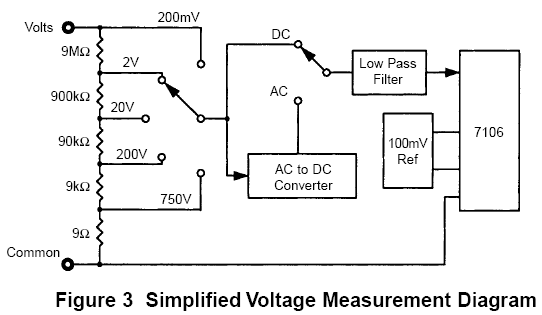 200mV
Volts
DC
9MΩ
2V
Low Pass
Filter
AC
900kΩ
20V
7106
90kΩ
100mV
Ref
200V
AC to DC
Converter
9kΩ
750V
9Ω
Common
Figure 3 Simplified Voltage Measurement Diagram